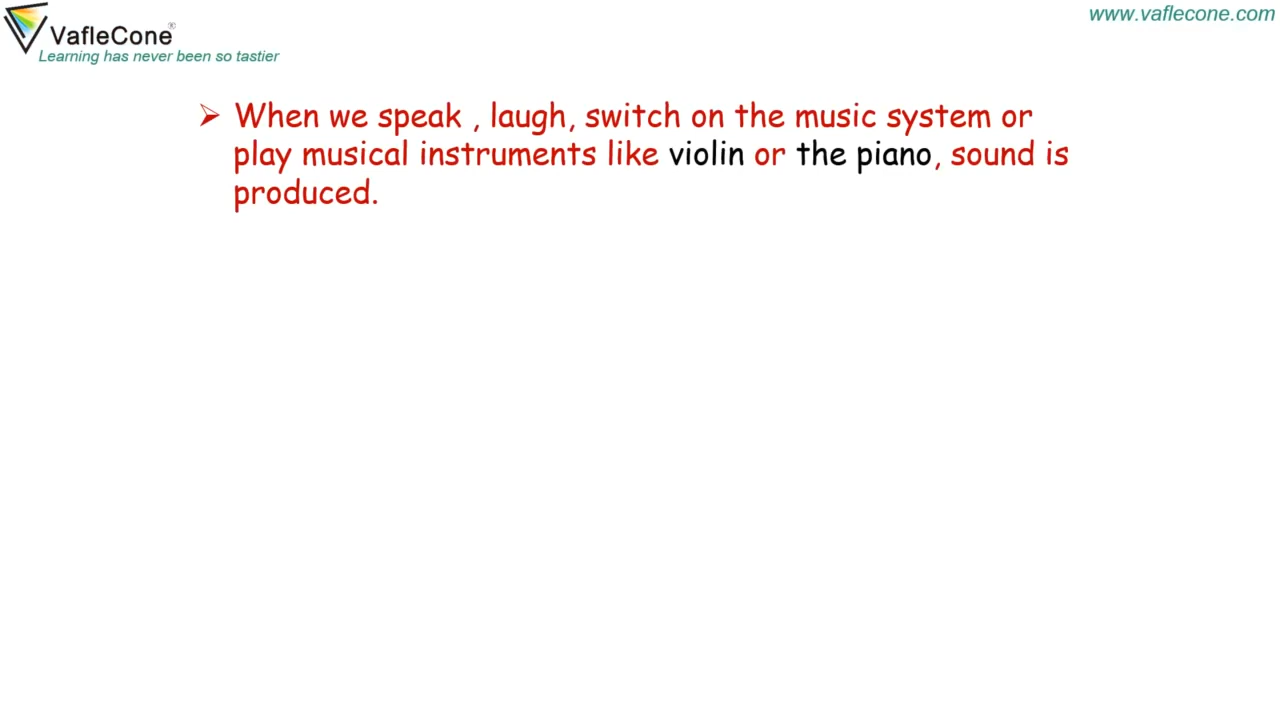 VafleCone®
Learning has never been so tastier
www.vaflecone.com
➢ When we speak , laugh, switch on the music system or
play musical instruments like violin or the piano, sound is
produced.